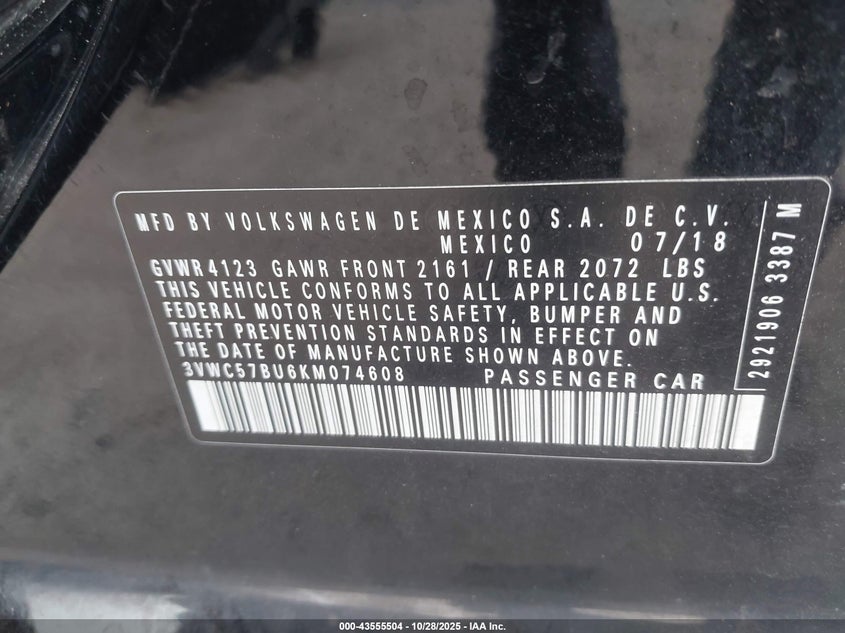 MFD BY VOLKSWAGEN DE MEXICO S.A. DE C.V.
MEXICO 07/18
GVWR 4123 GAWR FRONT 2161 / REAR 2072 LBS
THIS VEHICLE CONFORMS TO ALL APPLICABLE U.S.
FEDERAL MOTOR VEHICLE SAFETY, BUMPER AND
THEFT PREVENTION STANDARDS IN EFFECT ON
THE DATE OF MANUFACTURE SHOWN ABOVE.
3VWC57BU6KM074608 PASSENGER CAR
2921906 3387 M
000-43555504 | 10/28/2025 | IAA Inc.